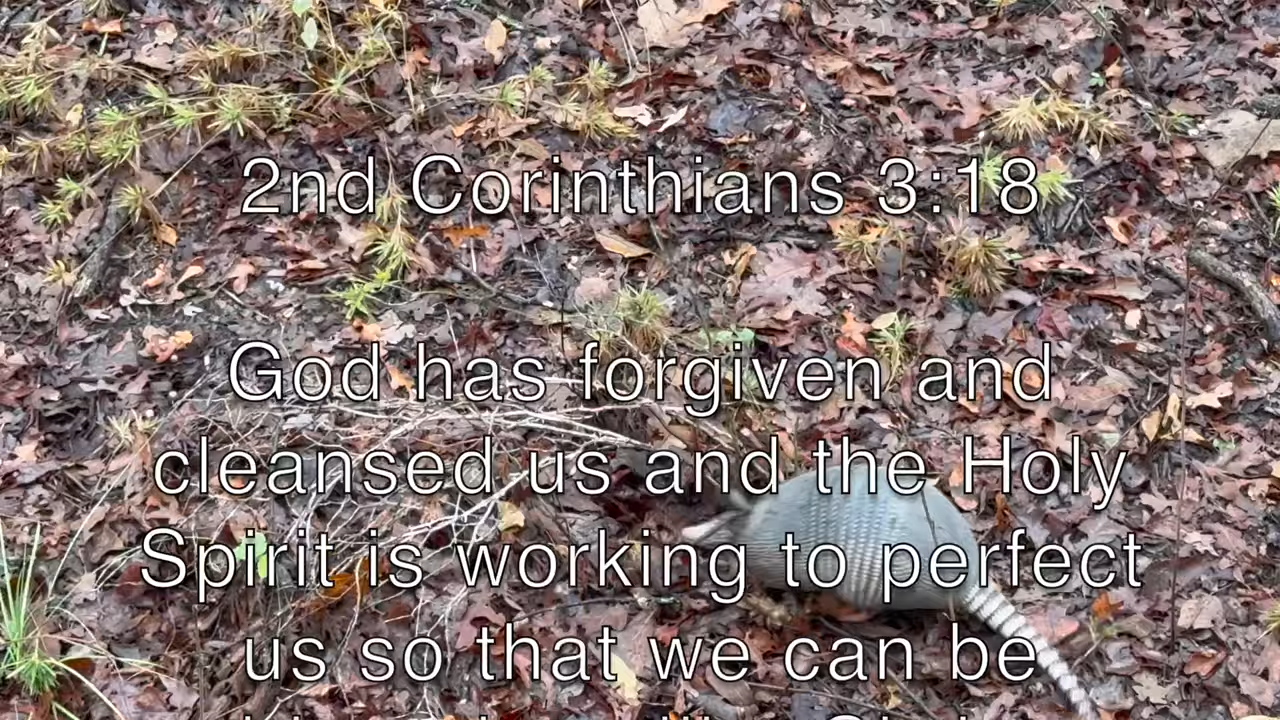 2nd Corinthians 3:18
God has forgiven and
cleansed us and the Holy
Spirit is working to perfect
us so that we can be